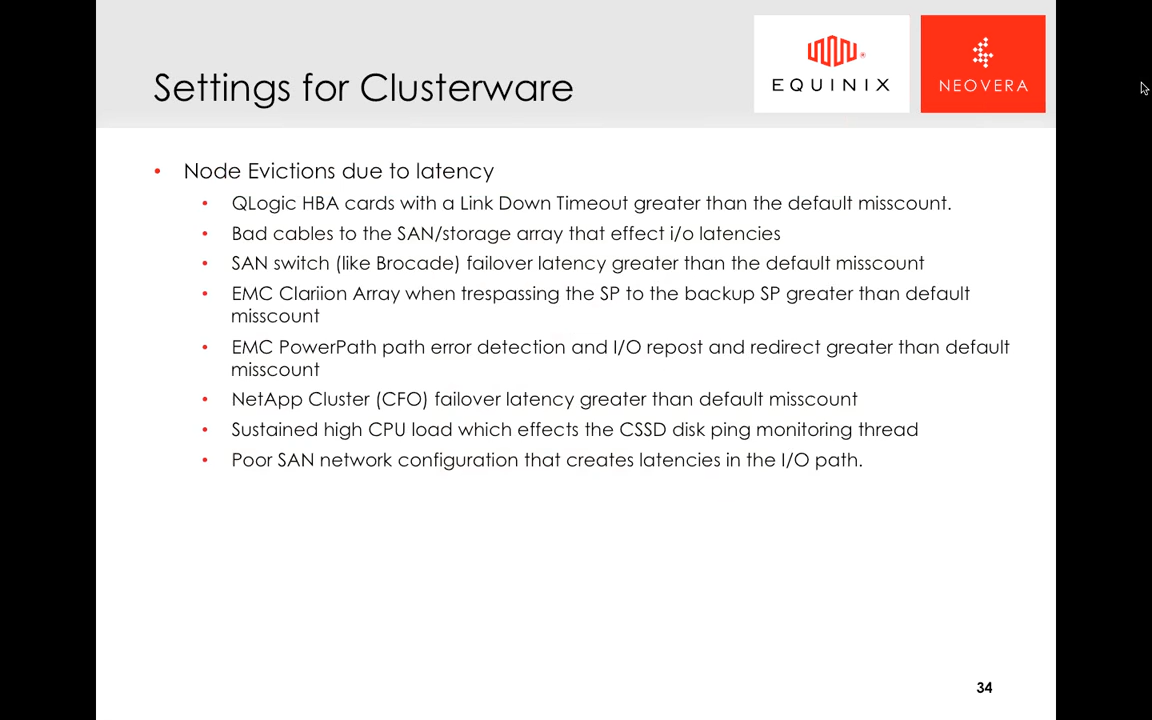 Settings for Clusterware
EQUINIX
NEOVERA
• Node Evictions due to latency
• QLogic HBA cards with a Link Down Timeout greater than the default misscount.
• Bad cables to the SAN/storage array that effect i/o latencies
• SAN switch (like Brocade) failover latency greater than the default misscount
• EMC Clariion Array when trespassing the SP to the backup SP greater than default
misscount
• EMC PowerPath path error detection and I/O repost and redirect greater than default
misscount
• NetApp Cluster (CFO) failover latency greater than default misscount
• Sustained high CPU load which effects the CSSD disk ping monitoring thread
• Poor SAN network configuration that creates latencies in the I/O path.
34